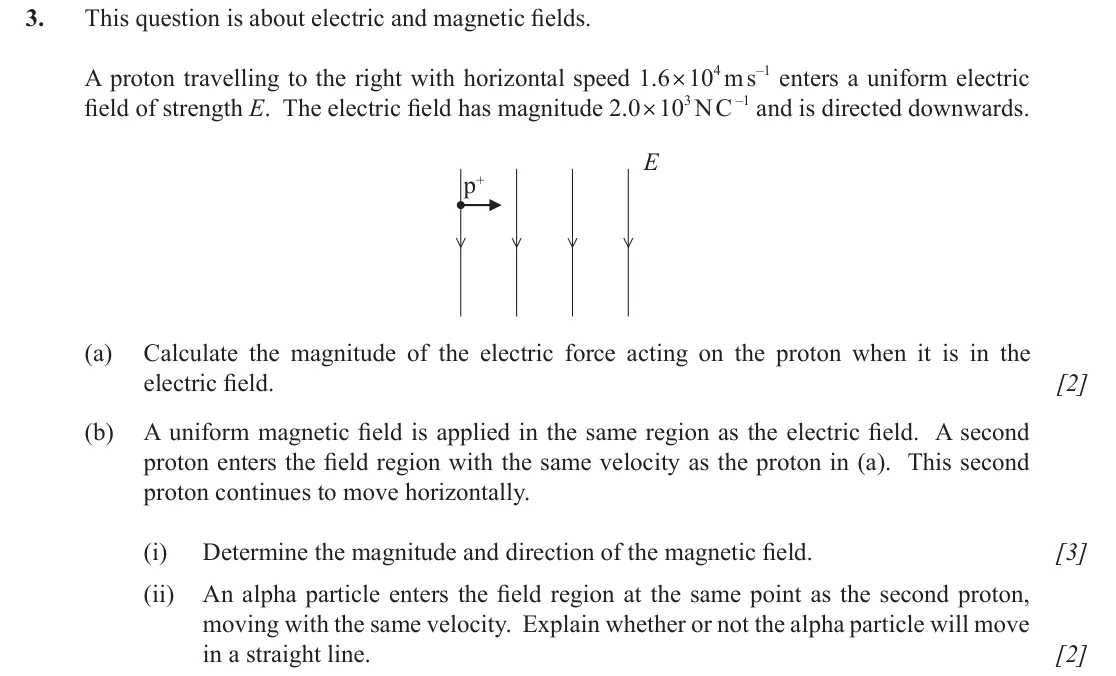 3. This question is about electric and magnetic fields.
A proton travelling to the right with horizontal speed 1.6×10⁴ m s⁻¹ enters a uniform electric
field of strength E. The electric field has magnitude 2.0×10³ N C⁻¹ and is directed downwards.
E
p⁺
(a) Calculate the magnitude of the electric force acting on the proton when it is in the
electric field. [2]
(b) A uniform magnetic field is applied in the same region as the electric field. A second
proton enters the field region with the same velocity as the proton in (a). This second
proton continues to move horizontally.
(i) Determine the magnitude and direction of the magnetic field. [3]
(ii) An alpha particle enters the field region at the same point as the second proton,
moving with the same velocity. Explain whether or not the alpha particle will move
in a straight line. [2]